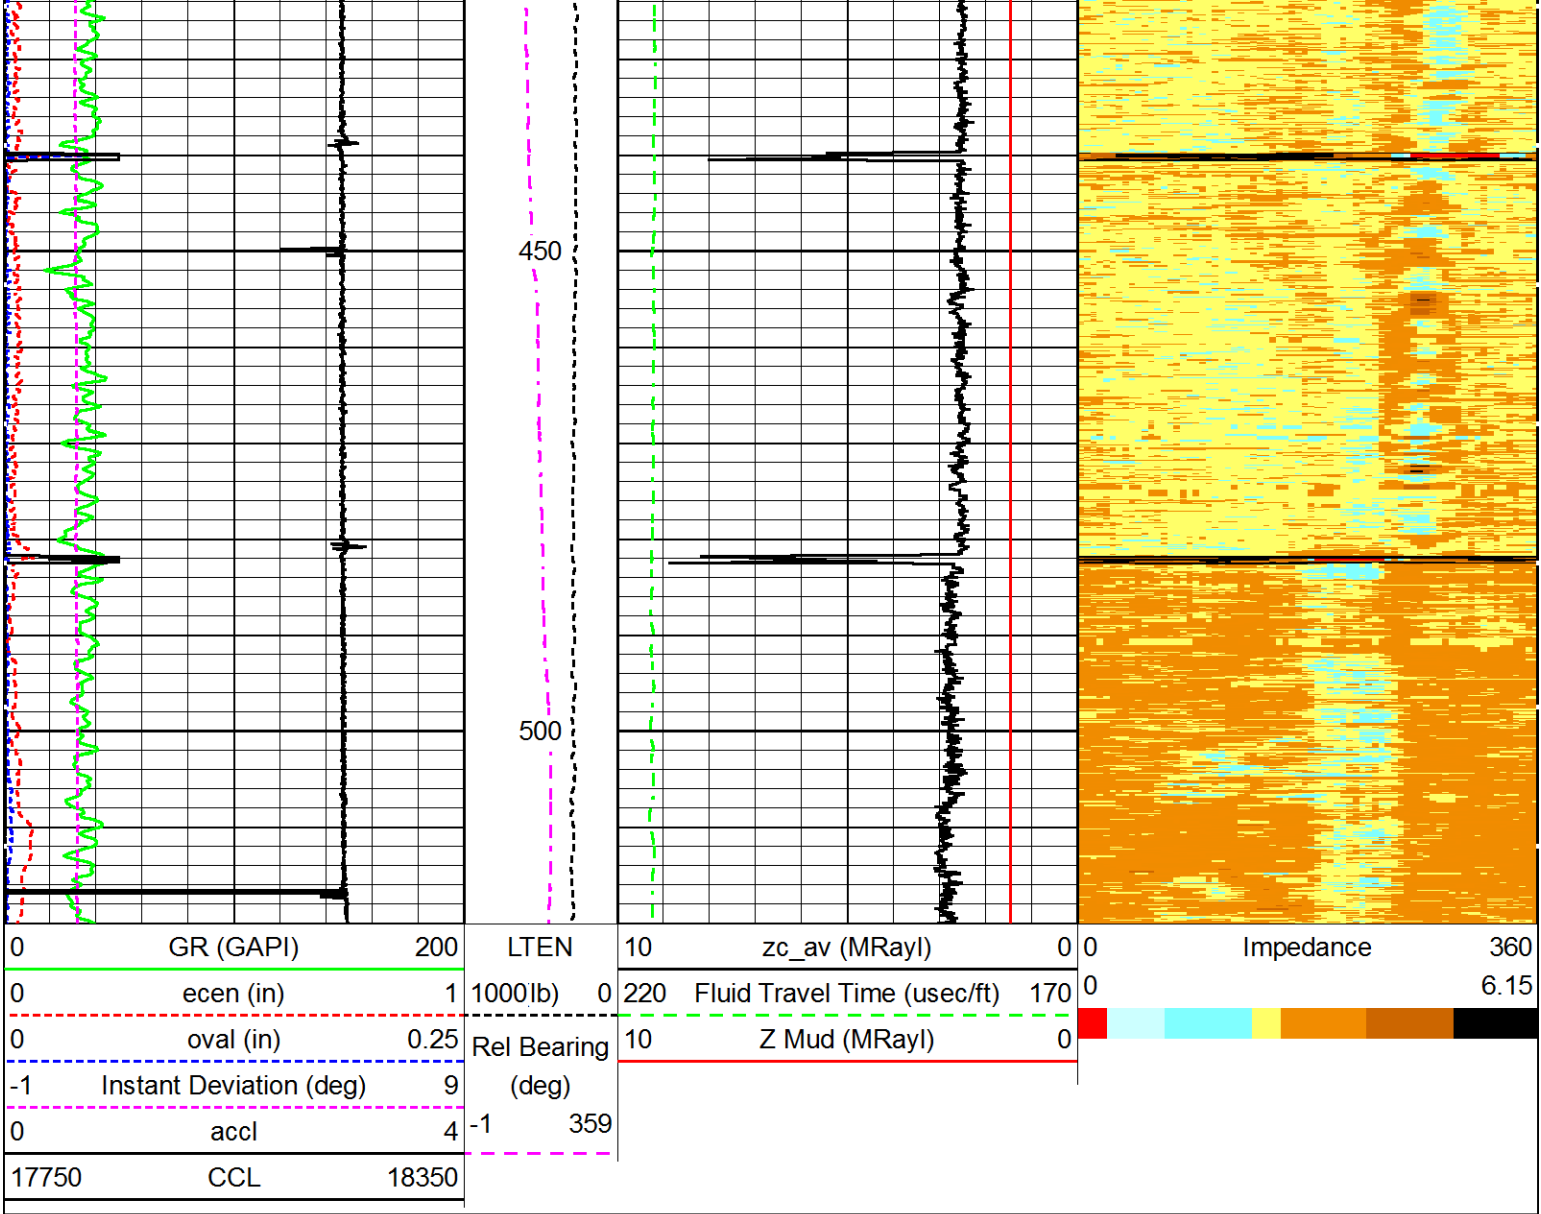 450
500
0 GR (GAPI) 200
0 ecen (in) 1
0 oval (in) 0.25
-1 Instant Deviation (deg) 9
0 accl 4
17750 CCL 18350
LTEN
1000 lb) 0
Rel Bearing
(deg)
-1 359
10 zc_av (MRayl) 0
220 Fluid Travel Time (usec/ft) 170
10 Z Mud (MRayl) 0
0 Impedance 360
0 6.15